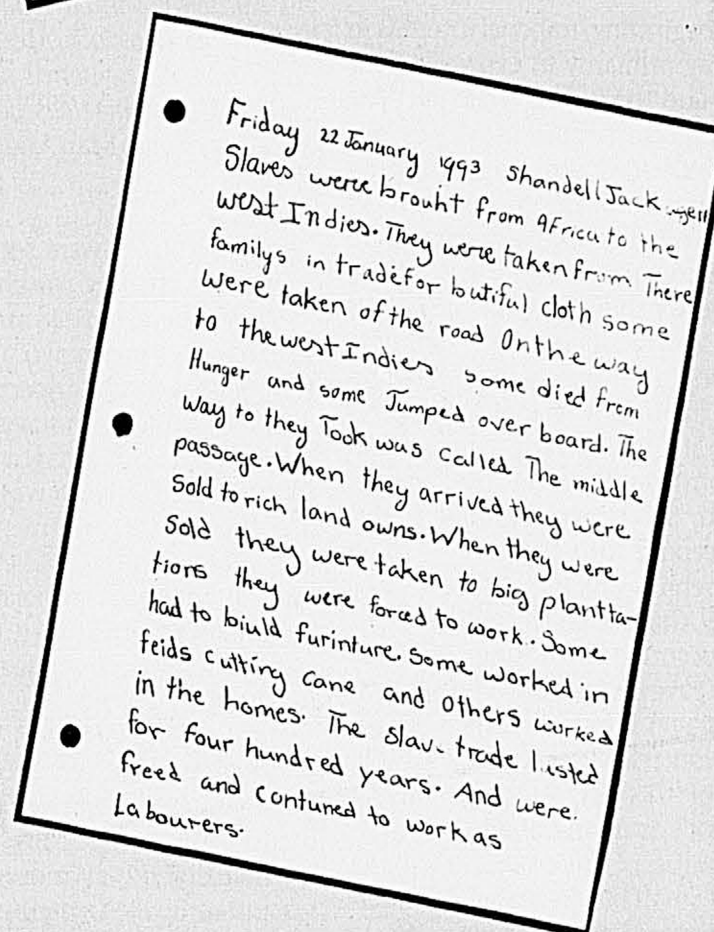 Friday 22 January 1993 Shandell Jack
Slaves were brouht from Africa to the
west Indies. They were taken from There
familys in trade for butiful cloth some
were taken of the road On the way
to the west Indies some died from
Hunger and some Jumped over board. The
way to they Took was called The middle
passage. When they arrived they were
Sold to rich land owns. When they were
Sold they were taken to big plantta-
tions they were forced to work. Some
had to biuld furinture. Some worked in
feids cutting cane and others worked
in the homes. The slav trade lasted
for four hundred years. And were.
freed and contuned to work as
Labourers.